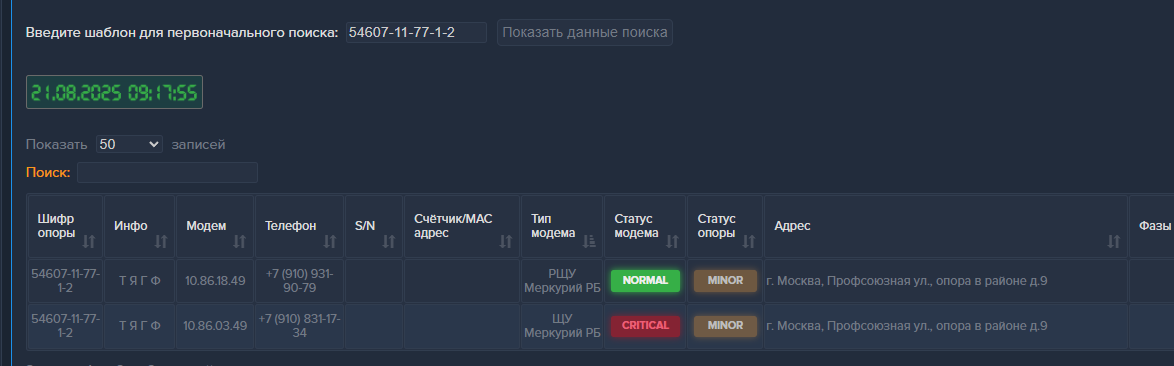 Введите шаблон для первоначального поиска: 54607-11-77-1-2 Показать данные поиска
21.08.2025 09:17:55
Показать 50 записей
Поиск:
Шифр опоры Инфо Модем Телефон S/N Счётчик/MAC адрес Тип модема Статус модема Статус опоры Адрес Фазы
54607-11-77-1-2 Т Я Г Ф 10.86.18.49 +7 (910) 931-90-79 РЩУ Меркурий РБ NORMAL MINOR г. Москва, Профсоюзная ул., опора в районе д.9
54607-11-77-1-2 Т Я Г Ф 10.86.03.49 +7 (910) 831-17-34 ЩУ Меркурий РБ CRITICAL MINOR г. Москва, Профсоюзная ул., опора в районе д.9